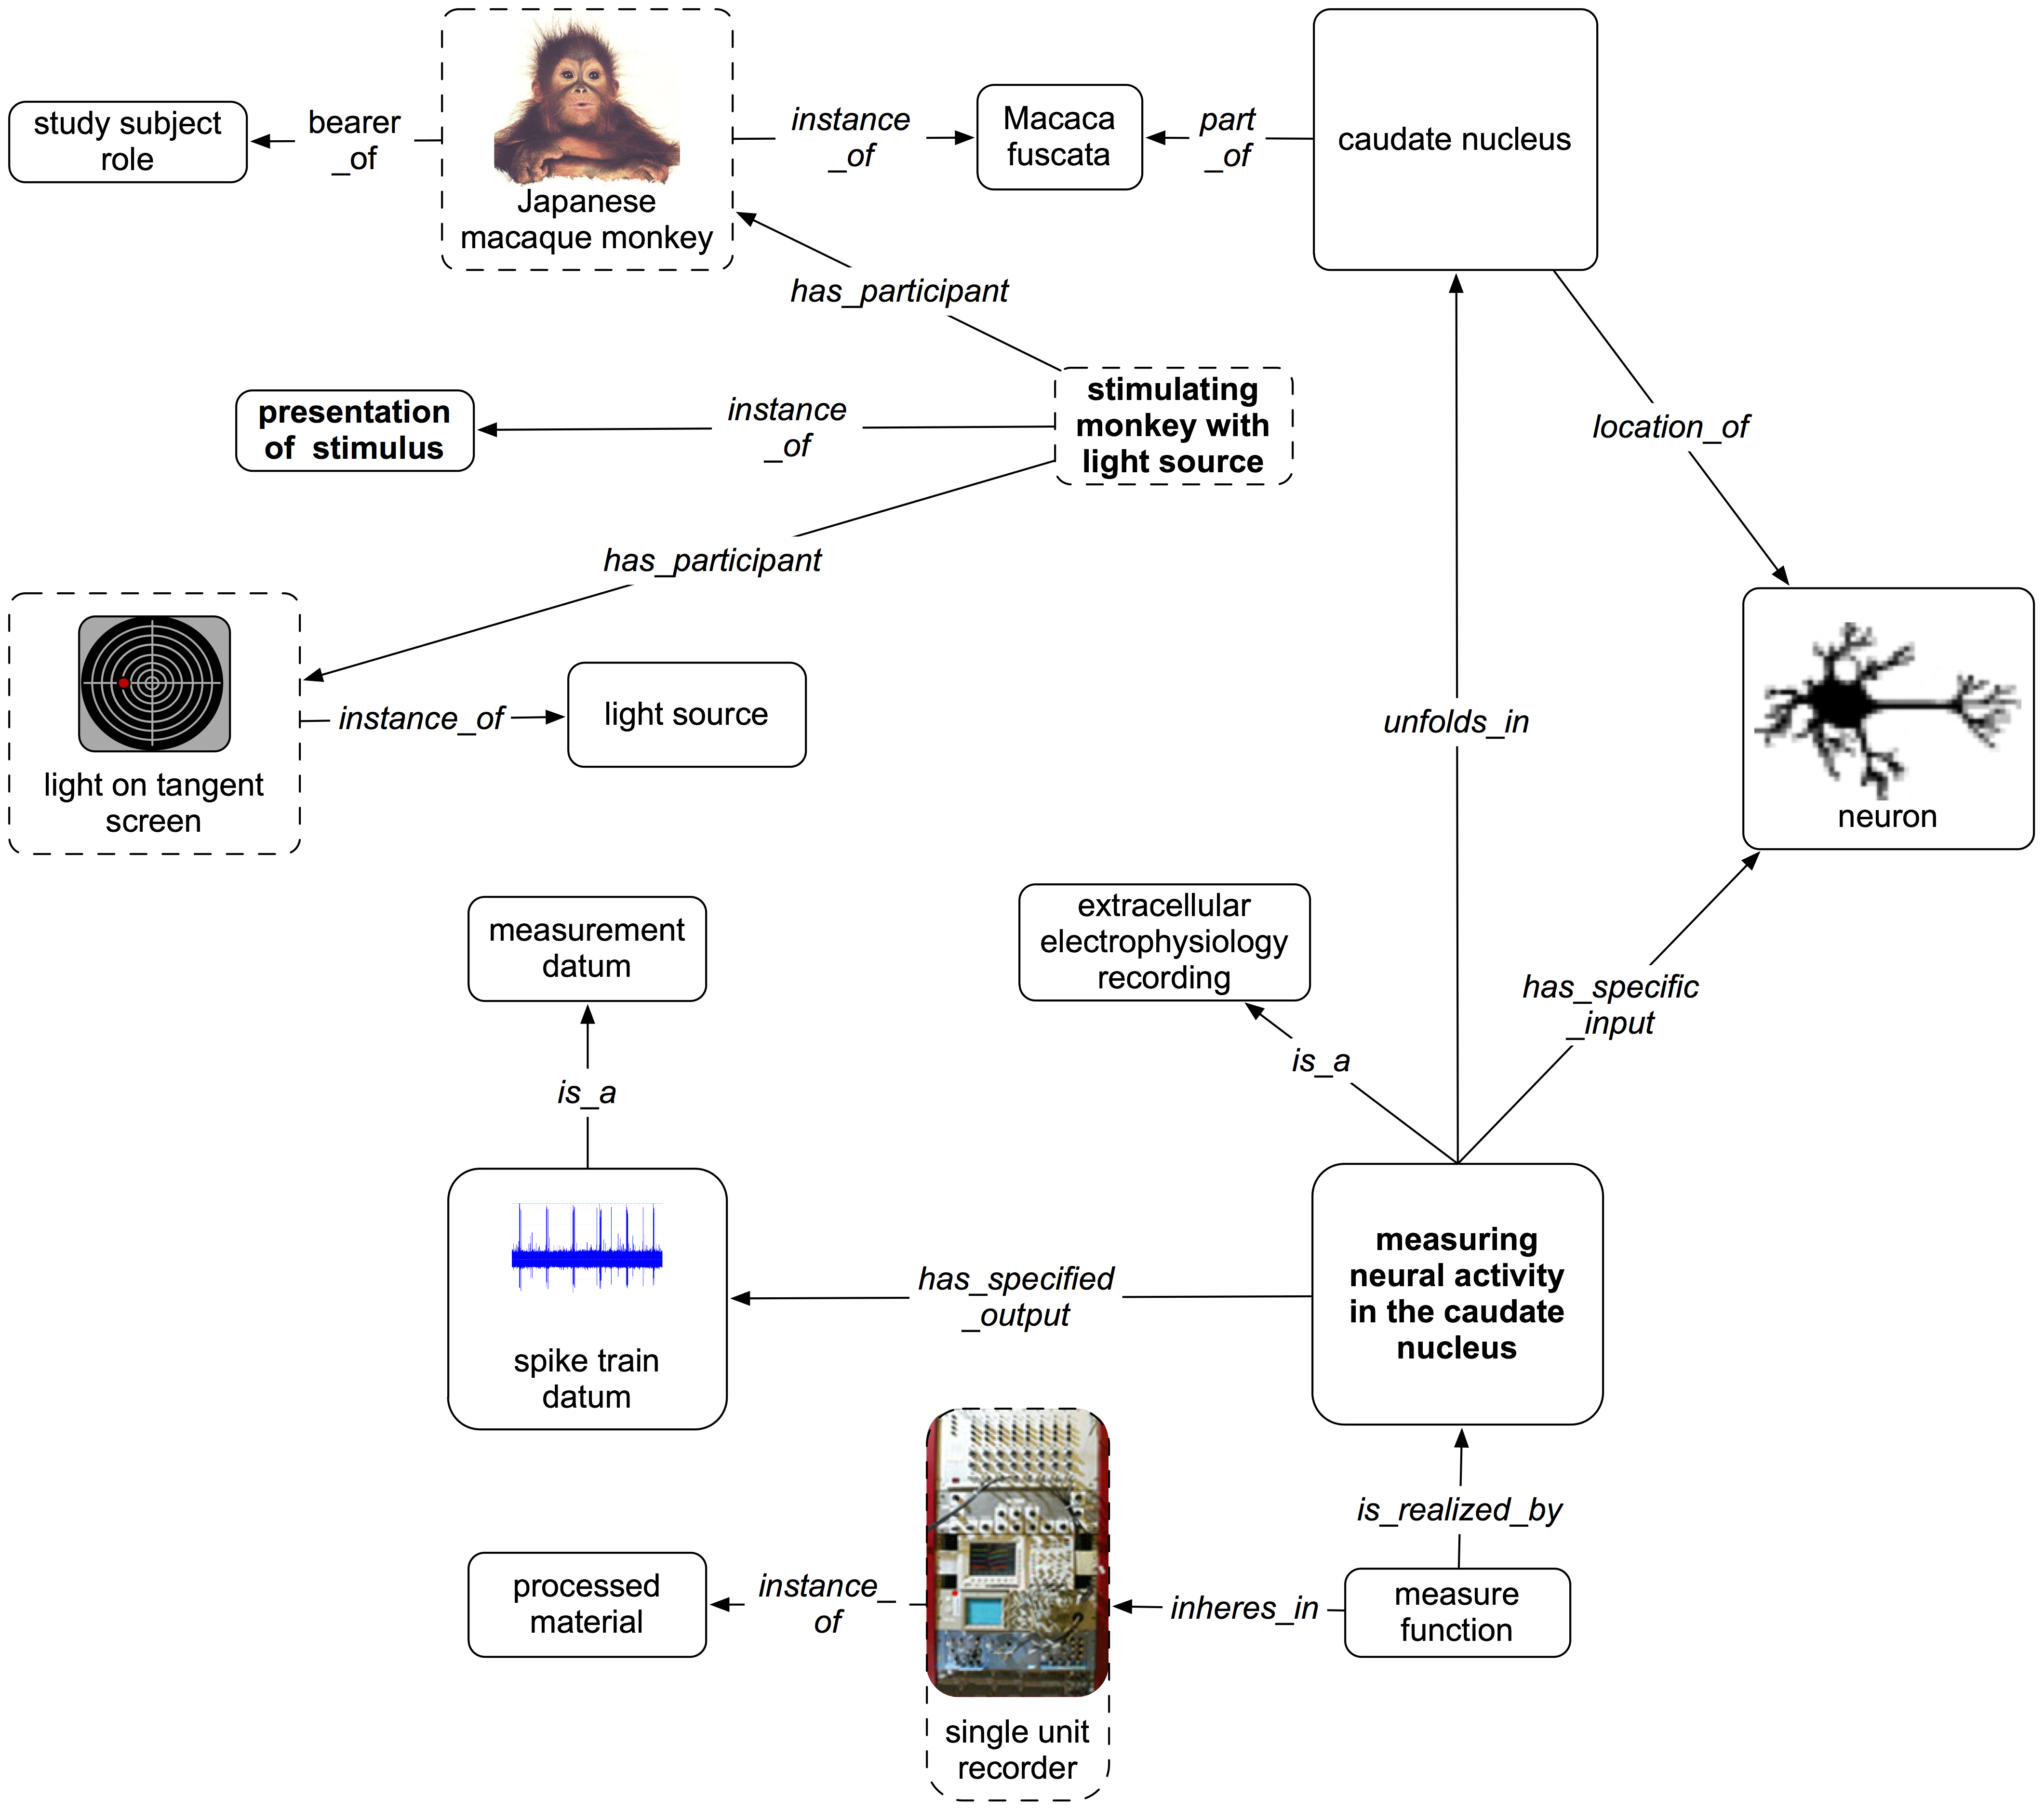 study subject
role
bearer
_of
Japanese
macaque monkey
instance
_of
Macaca
fuscata
part
_of
caudate nucleus
has_participant
presentation
of  stimulus
instance
_of
stimulating
monkey with
light source
location_of
has_participant
light on tangent
screen
instance_of
light source
unfolds_in
neuron
measurement
datum
extracellular
electrophysiology
recording
has_specific
_input
is_a
is_a
spike train
datum
has_specified
_output
measuring
neural activity
in the caudate
nucleus
is_realized_by
processed
material
instance_
of
single unit
recorder
inheres_in
measure
function